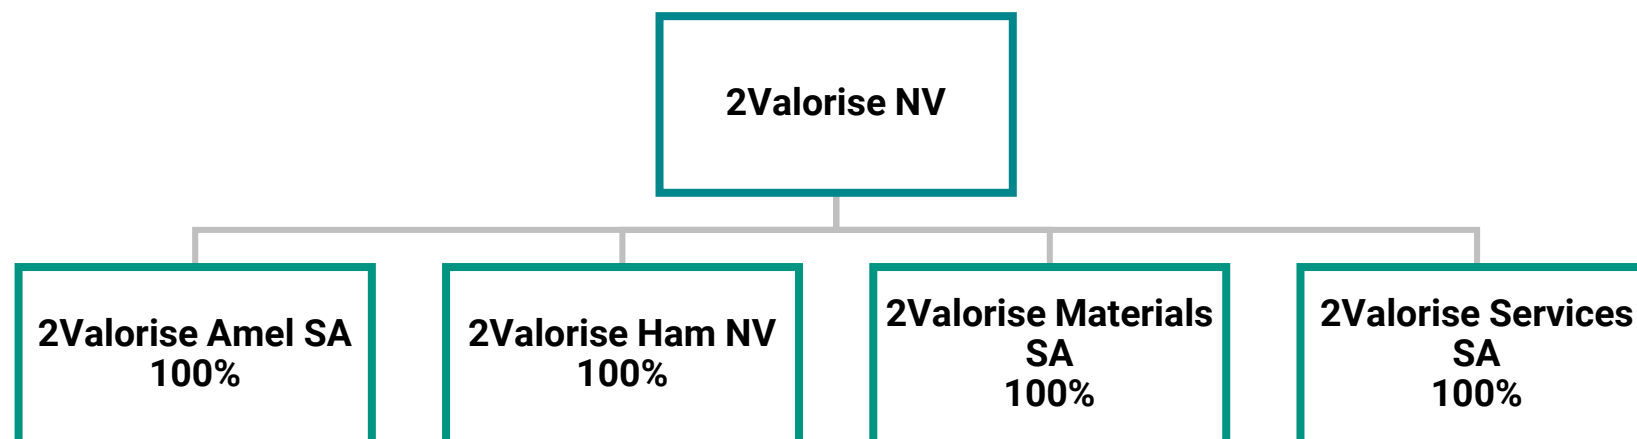 2Valorise NV
2Valorise Amel SA
100%
2Valorise Ham NV
100%
2Valorise Materials
SA
100%
2Valorise Services
SA
100%